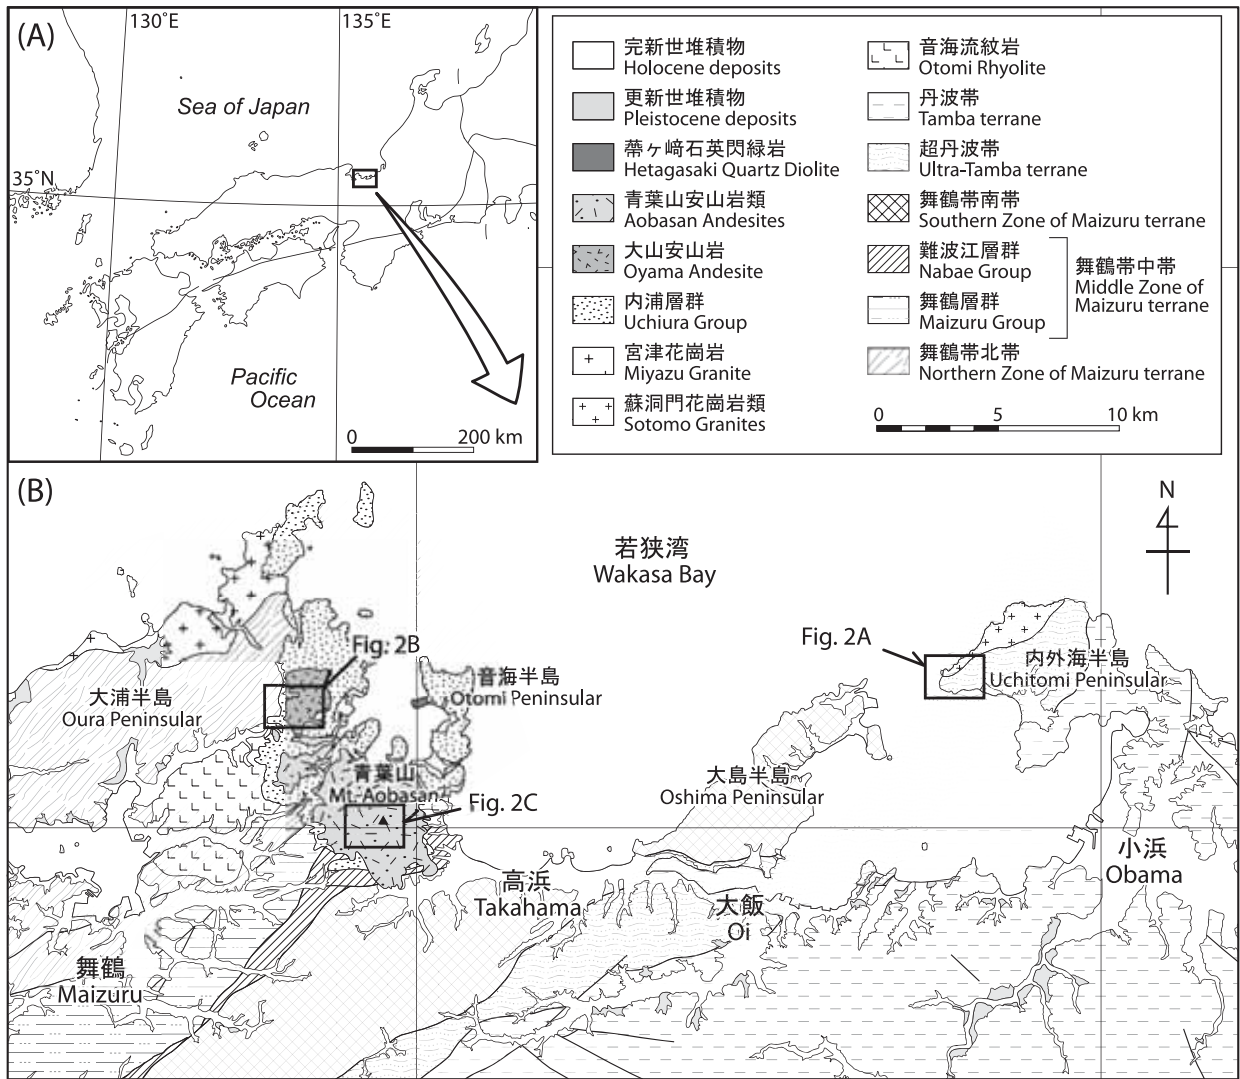 (A)
130°E
135°E
Sea of Japan
35°N
Pacific
Ocean
0
200 km
完新世堆積物
Holocene deposits
更新世堆積物
Pleistocene deposits
Hetagasaki Quartz Diolite
青葉山安山岩類
Aobasan Andesites
大山安山岩
Oyama Andesite
内浦層群
Uchiura Group
宮津花崗岩
Miyazu Granite
蘇洞門花崗岩類
Sotomo Granites
音海流紋岩
Otomi Rhyolite
丹波帯
Tamba terrane
超丹波帯
Ultra-Tamba terrane
舞鶴帯南帯
Southern Zone of Maizuru terrane
難波江層群
Nabae Group
舞鶴層群
Maizuru Group
舞鶴帯中帯
Middle Zone of
Maizuru terrane
舞鶴帯北帯
Northern Zone of Maizuru terrane
0
5
10 km
(B)
N
若狭湾
Wakasa Bay
Fig. 2A
Fig. 2B
内外海半島
Uchitomi Peninsular
音海半島
Otomi Peninsular
大浦半島
Oura Peninsular
青葉山
Mt. Aobasan
Fig. 2C
大島半島
Oshima Peninsular
小浜
Obama
高浜
Takahama
大飯
Oi
舞鶴
Maizuru